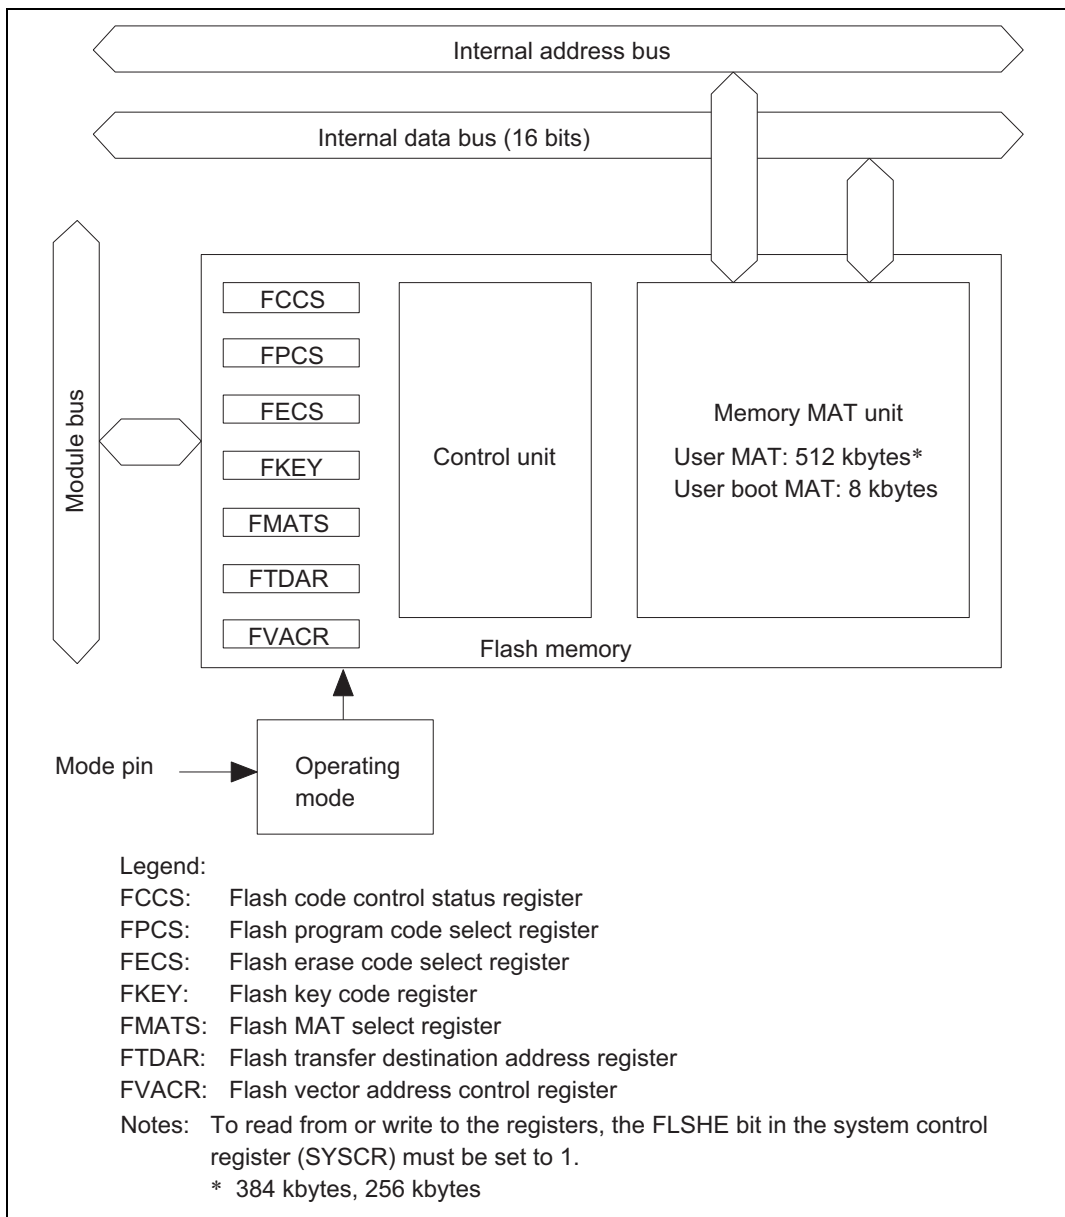 Internal address bus
Internal data bus (16 bits)
Module bus
FCCS
FPCS
FECS
FKEY
FMATS
FTDAR
FVACR
Control unit
Memory MAT unit
User MAT: 512 kbytes*
User boot MAT: 8 kbytes
Flash memory
Mode pin
Operating
mode
Legend:
FCCS: Flash code control status register
FPCS: Flash program code select register
FECS: Flash erase code select register
FKEY: Flash key code register
FMATS: Flash MAT select register
FTDAR: Flash transfer destination address register
FVACR: Flash vector address control register
Notes: To read from or write to the registers, the FLSHE bit in the system control
register (SYSCR) must be set to 1.
* 384 kbytes, 256 kbytes